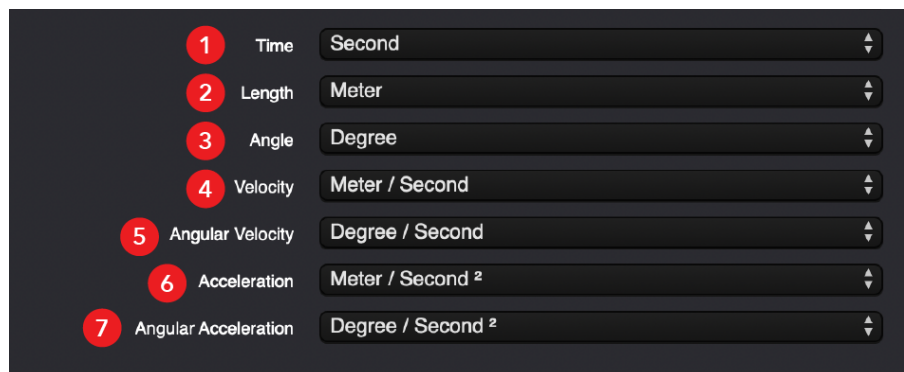 1 Time Second
2 Length Meter
3 Angle Degree
4 Velocity Meter / Second
5 Angular Velocity Degree / Second
6 Acceleration Meter / Second ²
7 Angular Acceleration Degree / Second ²